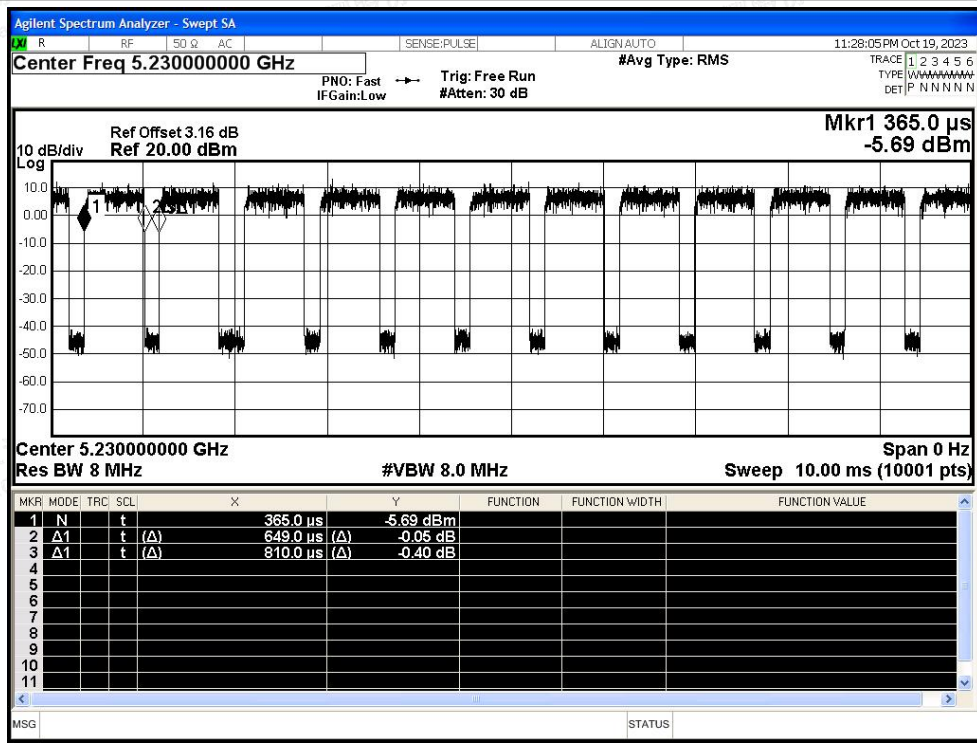 Agilent Spectrum Analyzer - Swept SA
LXI R RF 50 Ω AC SENSE:PULSE ALIGN AUTO 11:28:05 PM Oct 19, 2023
Center Freq 5.230000000 GHz #Avg Type: RMS TRACE 1 2 3 4 5 6
PNO: Fast Trig: Free Run TYPE WWWWWW
IFGain:Low #Atten: 30 dB DET P N N N N N
Mkr1 365.0 µs
Ref Offset 3.16 dB
10 dB/div Ref 20.00 dBm -5.69 dBm
Log
10.0
1
0.00
-10.0
-20.0
-30.0
-40.0
-50.0
-60.0
-70.0
Center 5.230000000 GHz Span 0 Hz
Res BW 8 MHz #VBW 8.0 MHz Sweep 10.00 ms (10001 pts)
MKR MODE TRC SCL X Y FUNCTION FUNCTION WIDTH FUNCTION VALUE
1 N t 365.0 µs -5.69 dBm
2 Δ1 t (Δ) 649.0 µs (Δ) -0.05 dB
3 Δ1 t (Δ) 810.0 µs (Δ) -0.40 dB
4
5
6
7
8
9
10
11
MSG STATUS